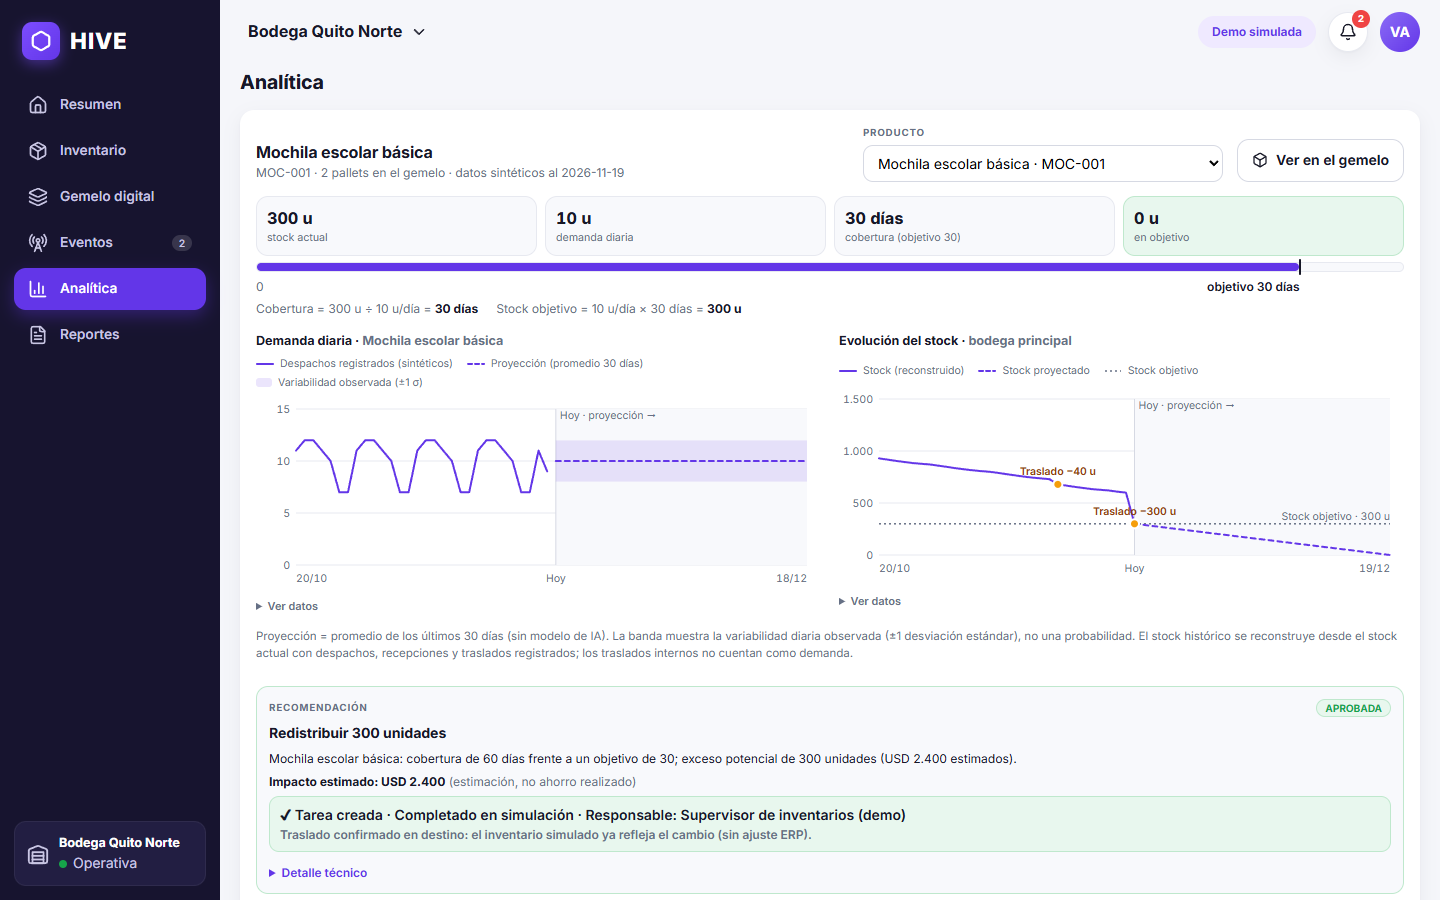 HIVE
Resumen
Inventario
Gemelo digital
Eventos 2
Analítica
Reportes
Bodega Quito Norte
Operativa
Bodega Quito Norte
Demo simulada
2
VA
Analítica
Mochila escolar básica
MOC-001 · 2 pallets en el gemelo · datos sintéticos al 2026-11-19
PRODUCTO
Mochila escolar básica · MOC-001
Ver en el gemelo
300 u
stock actual
10 u
demanda diaria
30 días
cobertura (objetivo 30)
0 u
en objetivo
0
objetivo 30 días
Cobertura = 300 u ÷ 10 u/día = 30 días Stock objetivo = 10 u/día × 30 días = 300 u
Demanda diaria · Mochila escolar básica
Despachos registrados (sintéticos) Proyección (promedio 30 días)
Variabilidad observada (±1 σ)
15
10
5
0
Hoy · proyección →
20/10 Hoy 18/12
Ver datos
Evolución del stock · bodega principal
Stock (reconstruido) Stock proyectado Stock objetivo
1.500
1.000
500
0
Hoy · proyección →
Traslado −40 u
Traslado −300 u
Stock objetivo · 300 u
20/10 Hoy 19/12
Ver datos
Proyección = promedio de los últimos 30 días (sin modelo de IA). La banda muestra la variabilidad diaria observada (±1 desviación estándar), no una probabilidad. El stock histórico se reconstruye desde el stock
actual con despachos, recepciones y traslados registrados; los traslados internos no cuentan como demanda.
RECOMENDACIÓN
APROBADA
Redistribuir 300 unidades
Mochila escolar básica: cobertura de 60 días frente a un objetivo de 30; exceso potencial de 300 unidades (USD 2.400 estimados).
Impacto estimado: USD 2.400 (estimación, no ahorro realizado)
✓ Tarea creada · Completado en simulación · Responsable: Supervisor de inventarios (demo)
Traslado confirmado en destino: el inventario simulado ya refleja el cambio (sin ajuste ERP).
Detalle técnico